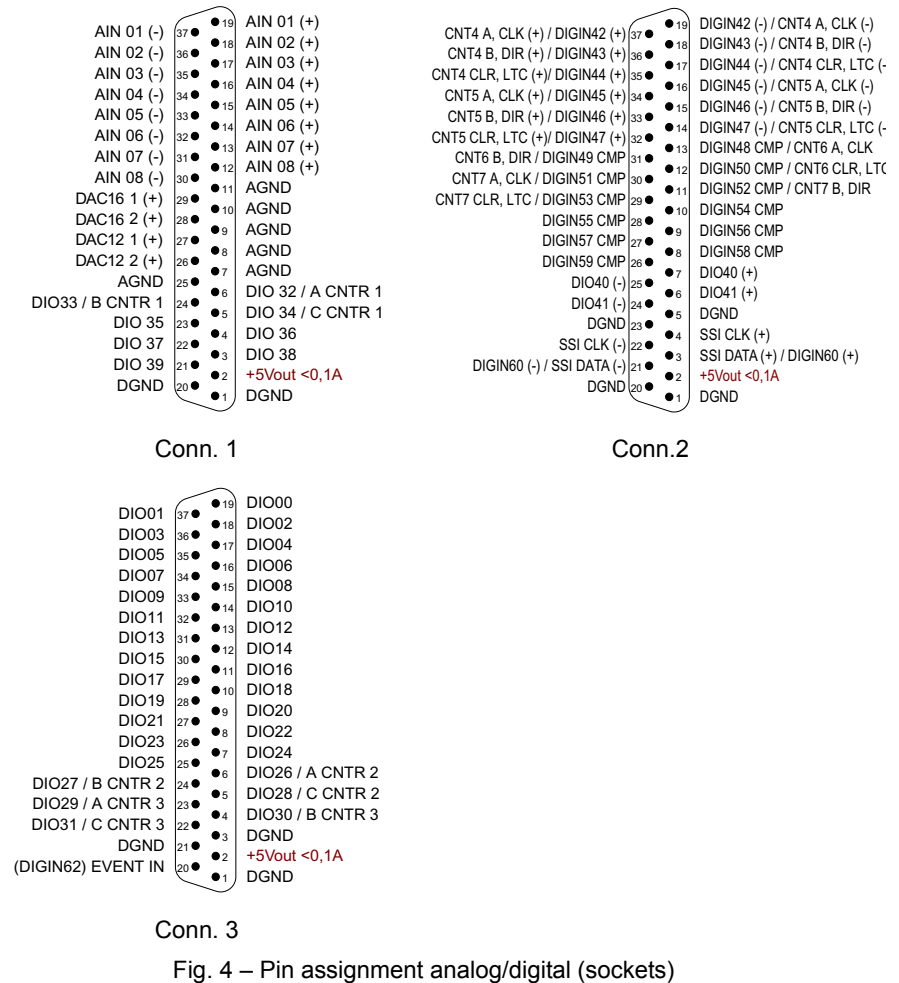 AIN 01 (-) 37 19 AIN 01 (+)
AIN 02 (-) 36 18 AIN 02 (+)
AIN 03 (-) 35 17 AIN 03 (+)
AIN 04 (-) 34 16 AIN 04 (+)
AIN 05 (-) 33 15 AIN 05 (+)
AIN 06 (-) 32 14 AIN 06 (+)
AIN 07 (-) 31 13 AIN 07 (+)
AIN 08 (-) 30 12 AIN 08 (+)
DAC16 1 (+) 29 11 AGND
DAC16 2 (+) 28 10 AGND
DAC12 1 (+) 27 9 AGND
DAC12 2 (+) 26 8 AGND
AGND 25 7 AGND
DIO33 / B CNTR 1 24 6 DIO 32 / A CNTR 1
DIO 35 23 5 DIO 34 / C CNTR 1
DIO 37 22 4 DIO 36
DIO 39 21 3 DIO 38
DGND 20 2 +5Vout <0,1A
1 DGND
Conn. 1
CNT4 A, CLK (+) / DIGIN42 (+) 37 19 DIGIN42 (-) / CNT4 A, CLK (-)
CNT4 B, DIR (+) / DIGIN43 (+) 36 18 DIGIN43 (-) / CNT4 B, DIR (-)
CNT4 CLR, LTC (+)/ DIGIN44 (+) 35 17 DIGIN44 (-) / CNT4 CLR, LTC (-
CNT5 A, CLK (+) / DIGIN45 (+) 34 16 DIGIN45 (-) / CNT5 A, CLK (-)
CNT5 B, DIR (+) / DIGIN46 (+) 33 15 DIGIN46 (-) / CNT5 B, DIR (-)
CNT5 CLR, LTC (+)/ DIGIN47 (+) 32 14 DIGIN47 (-) / CNT5 CLR, LTC (-
CNT6 B, DIR / DIGIN49 CMP 31 13 DIGIN48 CMP / CNT6 A, CLK
CNT7 A, CLK / DIGIN51 CMP 30 12 DIGIN50 CMP / CNT6 CLR, LTC
CNT7 CLR, LTC / DIGIN53 CMP 29 11 DIGIN52 CMP / CNT7 B, DIR
DIGIN55 CMP 28 10 DIGIN54 CMP
DIGIN57 CMP 27 9 DIGIN56 CMP
DIGIN59 CMP 26 8 DIGIN58 CMP
DIO40 (-) 25 7 DIO40 (+)
DIO41 (-) 24 6 DIO41 (+)
DGND 23 5 DGND
SSI CLK (-) 22 4 SSI CLK (+)
DIGIN60 (-) / SSI DATA (-) 21 3 SSI DATA (+) / DIGIN60 (+)
DGND 20 2 +5Vout <0,1A
1 DGND
Conn.2
DIO01 37 19 DIO00
DIO03 36 18 DIO02
DIO05 35 17 DIO04
DIO07 34 16 DIO06
DIO09 33 15 DIO08
DIO11 32 14 DIO10
DIO13 31 13 DIO12
DIO15 30 12 DIO14
DIO17 29 11 DIO16
DIO19 28 10 DIO18
DIO21 27 9 DIO20
DIO23 26 8 DIO22
DIO25 25 7 DIO24
DIO27 / B CNTR 2 24 6 DIO26 / A CNTR 2
DIO29 / A CNTR 3 23 5 DIO28 / C CNTR 2
DIO31 / C CNTR 3 22 4 DIO30 / B CNTR 3
DGND 21 3 DGND
(DIGIN62) EVENT IN 20 2 +5Vout <0,1A
1 DGND
Conn. 3
Fig. 4 – Pin assignment analog/digital (sockets)